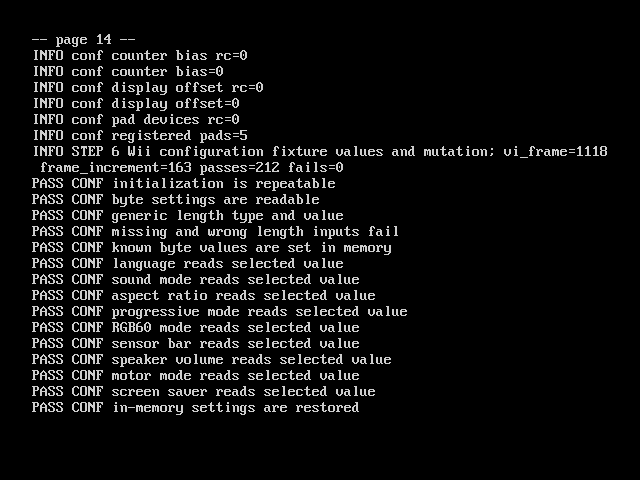 -- page 14 --
INFO conf counter bias rc=0
INFO conf counter bias=0
INFO conf display offset rc=0
INFO conf display offset=0
INFO conf pad devices rc=0
INFO conf registered pads=5
INFO STEP 6 Wii configuration fixture values and mutation; vi_frame=1118
frame_increment=163 passes=212 fails=0
PASS CONF initialization is repeatable
PASS CONF byte settings are readable
PASS CONF generic length type and value
PASS CONF missing and wrong length inputs fail
PASS CONF known byte values are set in memory
PASS CONF language reads selected value
PASS CONF sound mode reads selected value
PASS CONF aspect ratio reads selected value
PASS CONF progressive mode reads selected value
PASS CONF RGB60 mode reads selected value
PASS CONF sensor bar reads selected value
PASS CONF speaker volume reads selected value
PASS CONF motor mode reads selected value
PASS CONF screen saver reads selected value
PASS CONF in-memory settings are restored